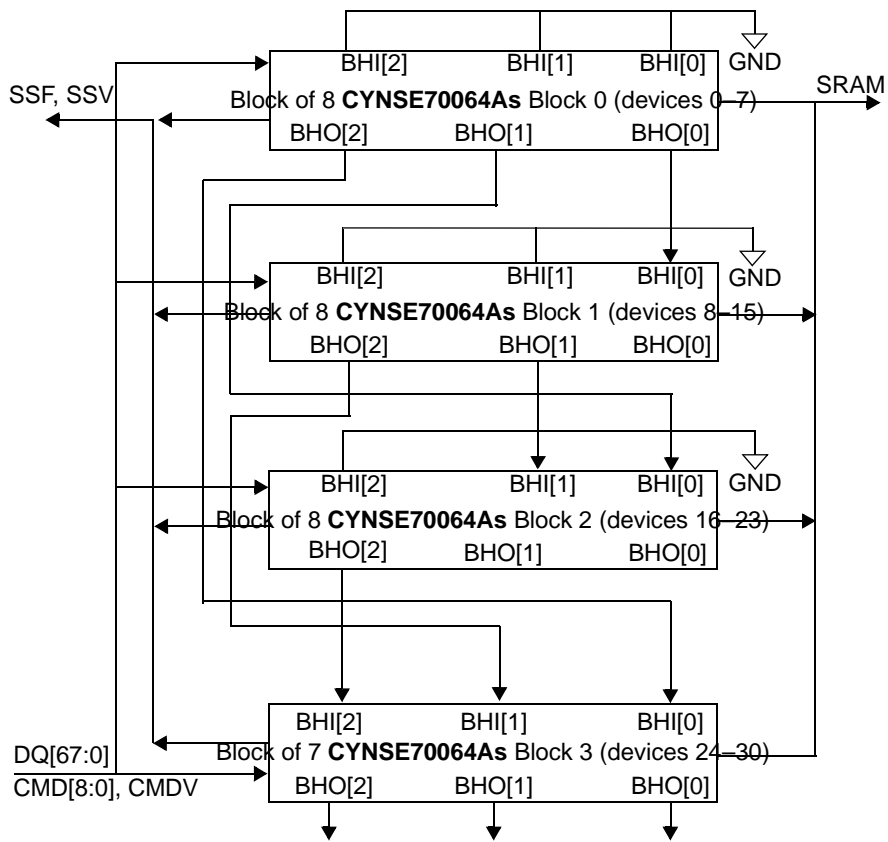 BHI[2] BHI[1] BHI[0] GND
SSF, SSV
Block of 8 CYNSE70064As Block 0 (devices 0–7)
SRAM
BHO[2] BHO[1] BHO[0]
BHI[2] BHI[1] BHI[0] GND
Block of 8 CYNSE70064As Block 1 (devices 8–15)
BHO[2] BHO[1] BHO[0]
BHI[2] BHI[1] BHI[0] GND
Block of 8 CYNSE70064As Block 2 (devices 16–23)
BHO[2] BHO[1] BHO[0]
BHI[2] BHI[1] BHI[0]
DQ[67:0]
Block of 7 CYNSE70064As Block 3 (devices 24–30)
CMD[8:0], CMDV
BHO[2] BHO[1] BHO[0]